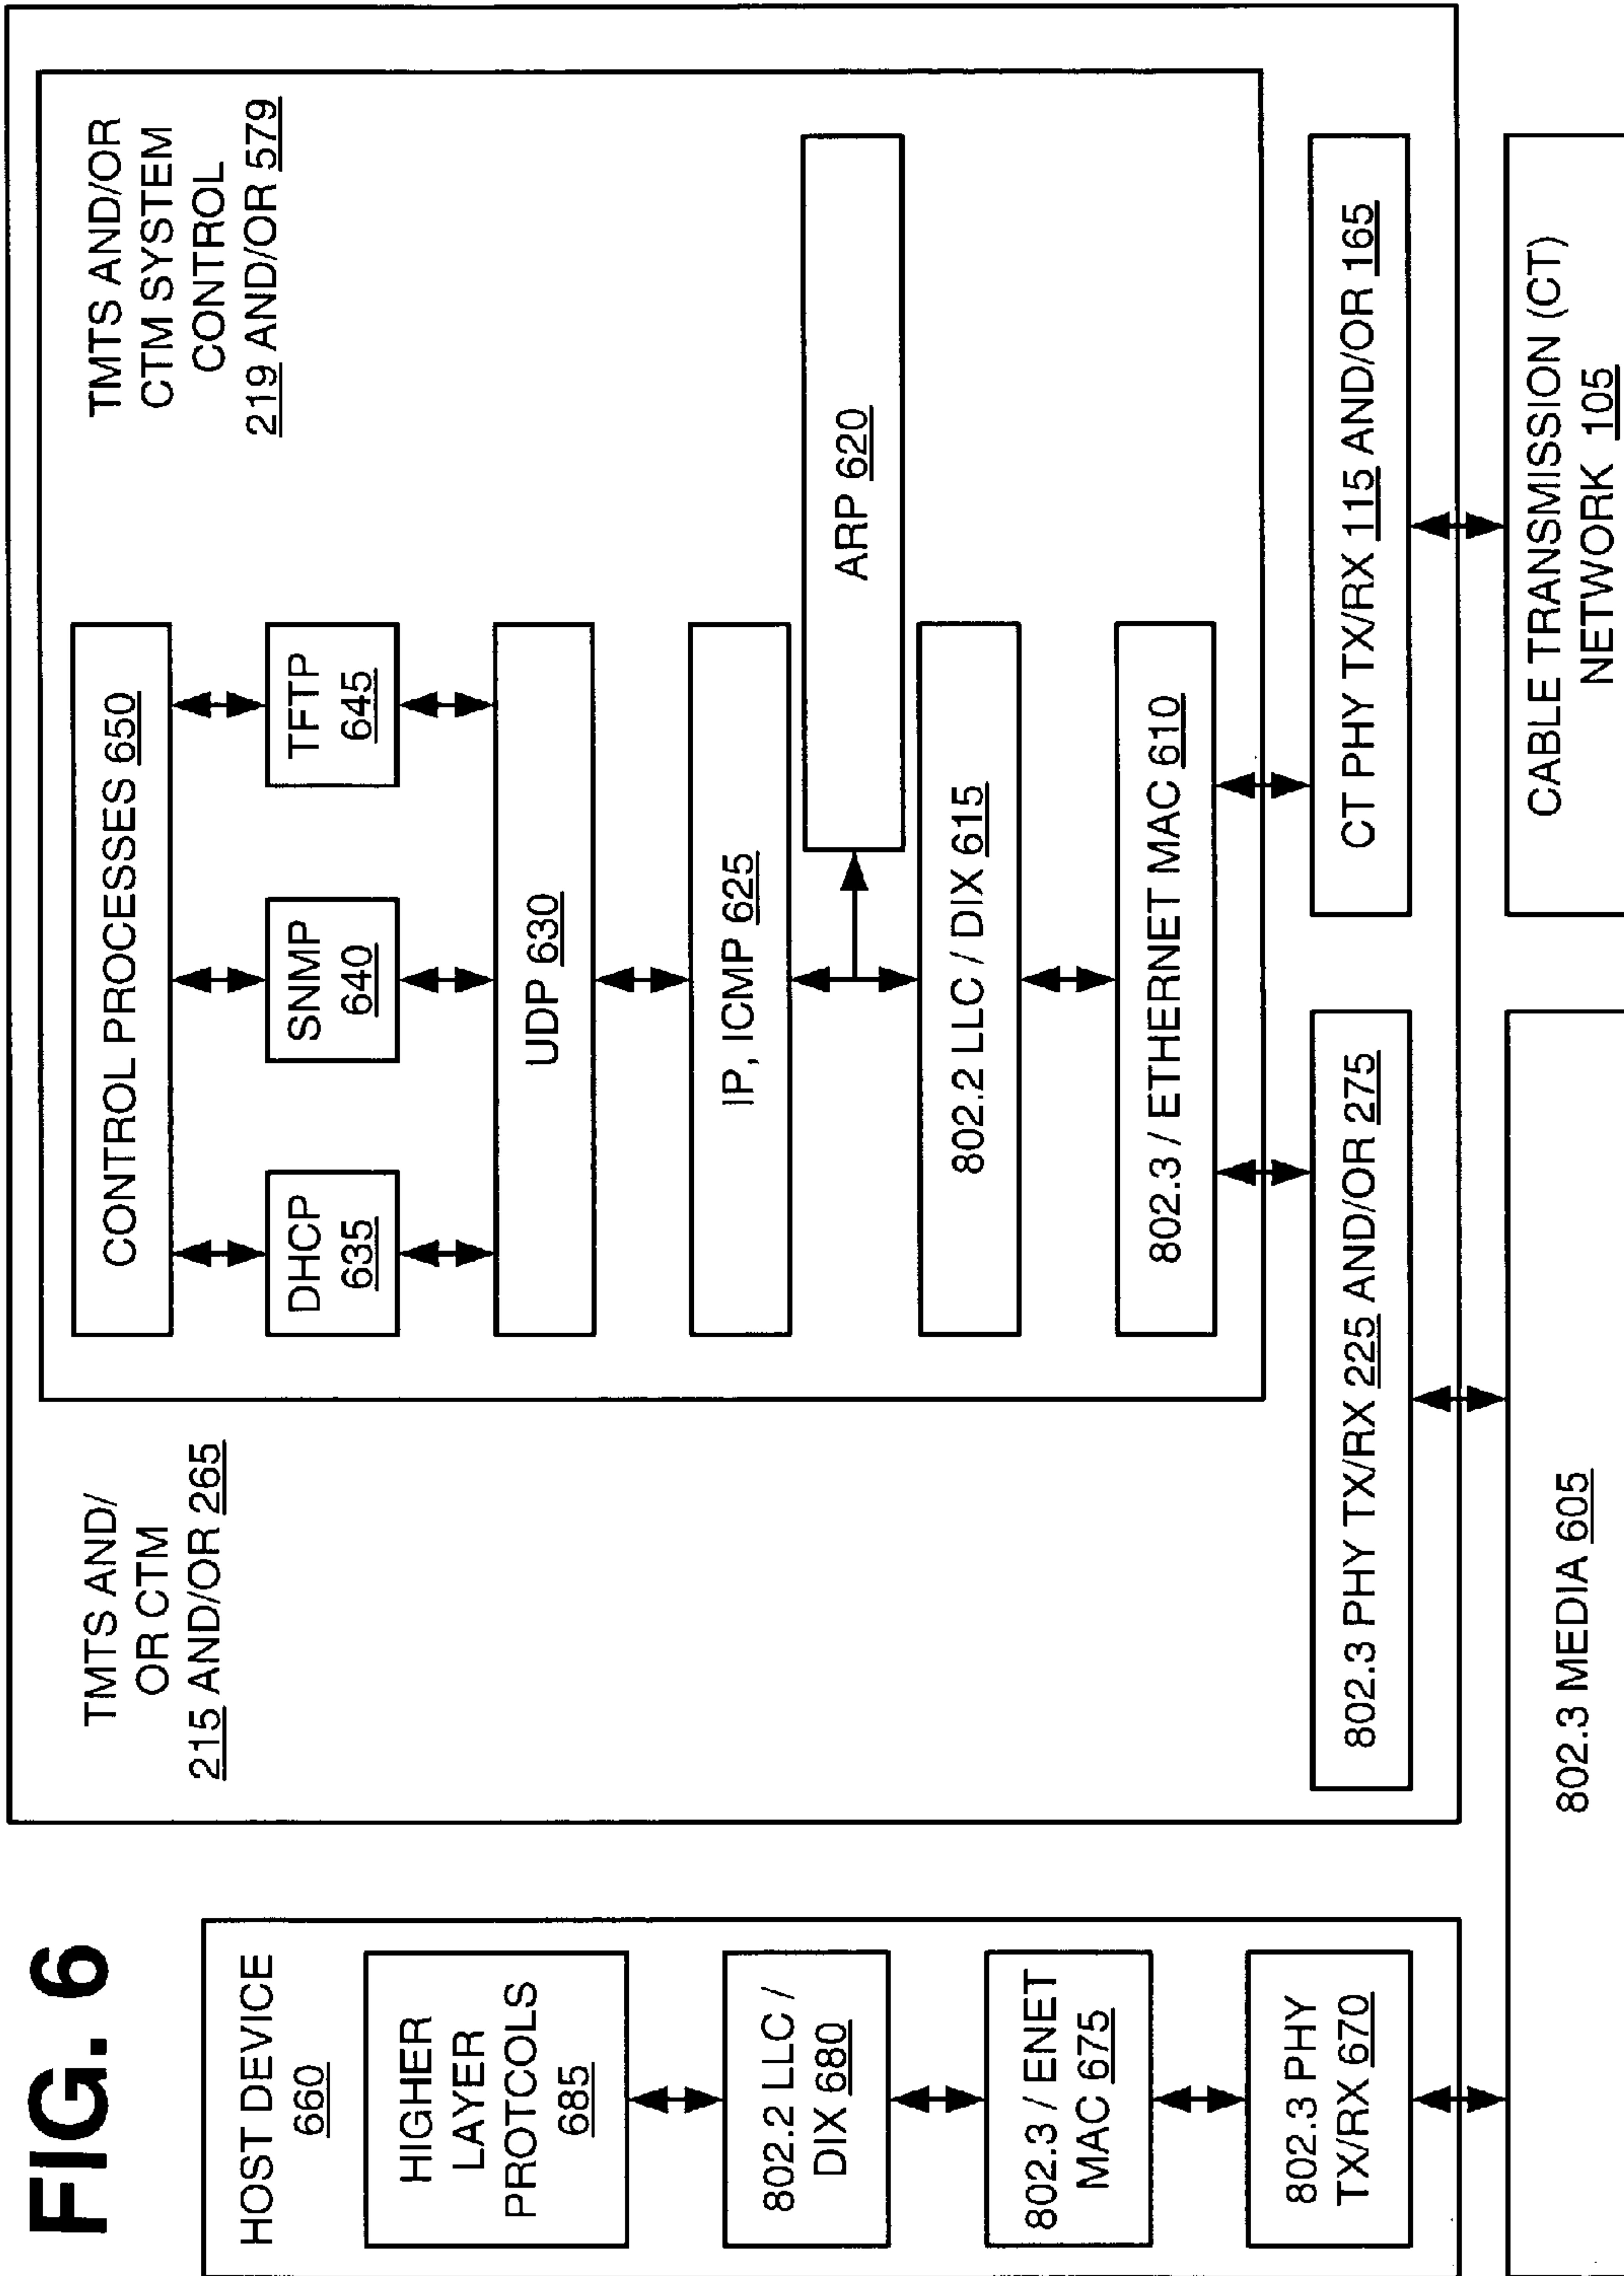 FIG. 6
HOST DEVICE
660
HIGHER
LAYER
PROTCOLS
685
802.2 LLC /
DIX 680
802.3 / ENET
MAC 675
802.3 PHY
TX/RX 670
TMTS AND/
OR CTM
215 AND/OR 265
TMTS AND/OR
CTM SYSTEM
CONTROL
219 AND/OR 579
CONTROL PROCESSES 650
DHCP
635
SNMP
640
TFTP
645
UDP 630
IP, ICMP 625
ARP 620
802.2 LLC / DIX 615
802.3 / ETHERNET MAC 610
802.3 PHY TX/RX 225 AND/OR 275
CT PHY TX/RX 115 AND/OR 165
802.3 MEDIA 605
CABLE TRANSMISSION (CT)
NETWORK 105